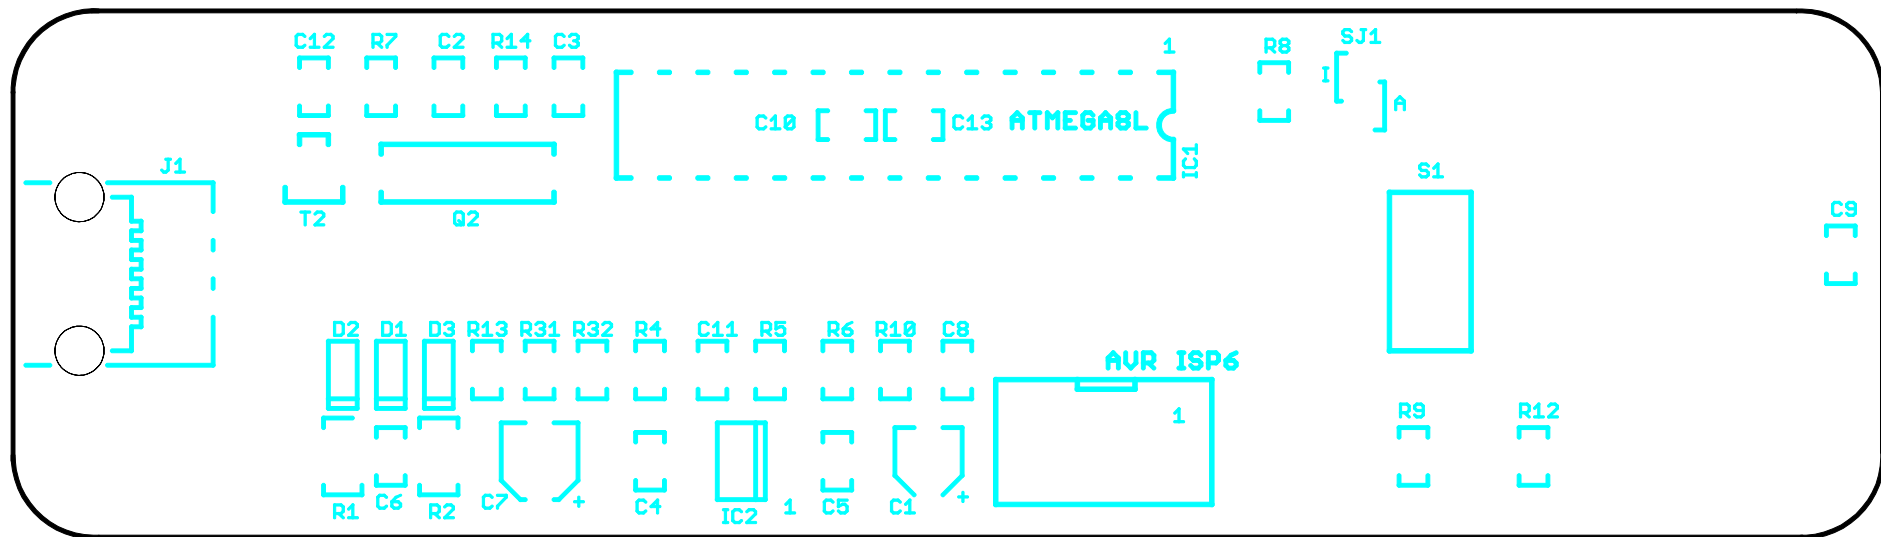 C12 R7 C2 R14 C3 1 R8 SJ1
I A
C10 C13 ATMEGA8L
IC1
J1 S1
T2 Q2 C9
D2 D1 D3 R13 R31 R32 R4 C11 R5 R6 R10 C8
AVR ISP6
1 R9 R12
R1 C6 R2 C7 + C4 IC2 1 C5 C1 +